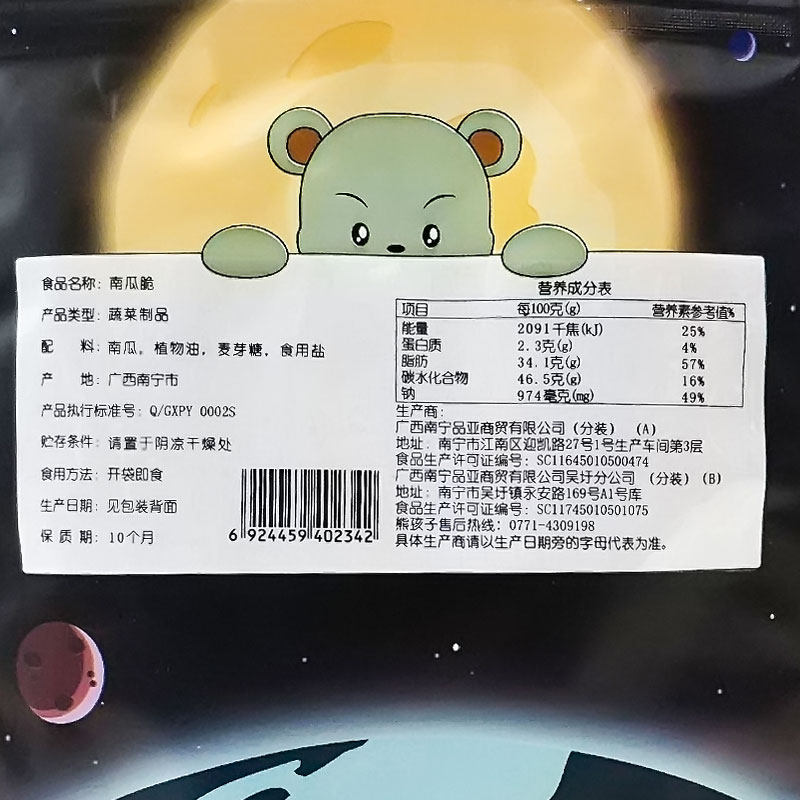 食品名称：南瓜脆
产品类型：蔬菜制品
配 料：南瓜，植物油，麦芽糖，食用盐
产 地：广西南宁市
产品执行标准号：Q/GXPY 0002S
贮存条件：请置于阴凉干燥处
食用方法：开袋即食
生产日期：见包装背面
保 质 期：10个月
6 924459 402342
营养成分表
项目 每100克(g) 营养素参考值%
能量 2091千焦(kJ) 25%
蛋白质 2.3克(g) 4%
脂肪 34.1克(g) 57%
碳水化合物 46.5克(g) 16%
钠 974毫克(mg) 49%
生产商：
广西南宁品亚商贸有限公司（分装）（A）
地址：南宁市江南区迎凯路27号1号生产车间第3层
食品生产许可证编号：SC11645010500474
广西南宁品亚商贸有限公司吴圩分公司（分装）（B）
地址：南宁市吴圩镇永安路169号A1号库
食品生产许可证编号：SC11745010501075
熊孩子售后热线：0771-4309198
具体生产商请以生产日期旁的字母代表为准。